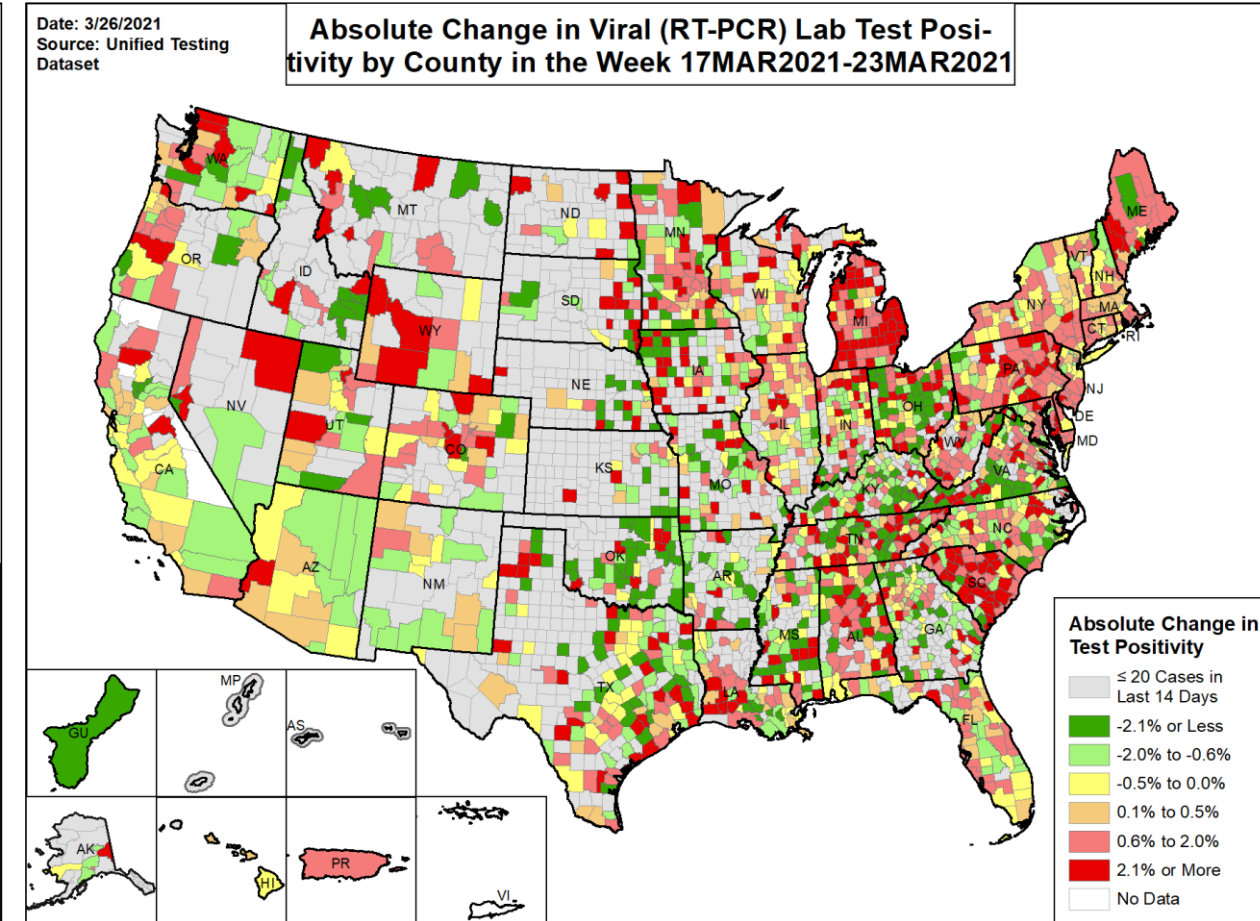 Date: 3/26/2021
Source: Unified Testing
Dataset
Absolute Change in Viral (RT-PCR) Lab Test Posi-
tivity by County in the Week 17MAR2021-23MAR2021
WA
MT
ND
MN
ME
OR
ID
SD
WI
VT
NH
NY
MA
CT
RI
WY
MI
IA
PA
NJ
NE
OH
DE
MD
NV
UT
CO
IL
IN
WV
VA
CA
KS
MO
KY
NC
TN
AZ
NM
OK
AR
SC
MS
AL
GA
TX
LA
FL
GU
MP
AS
AK
HI
PR
VI
Absolute Change in
Test Positivity
≤ 20 Cases in
Last 14 Days
-2.1% or Less
-2.0% to -0.6%
-0.5% to 0.0%
0.1% to 0.5%
0.6% to 2.0%
2.1% or More
No Data